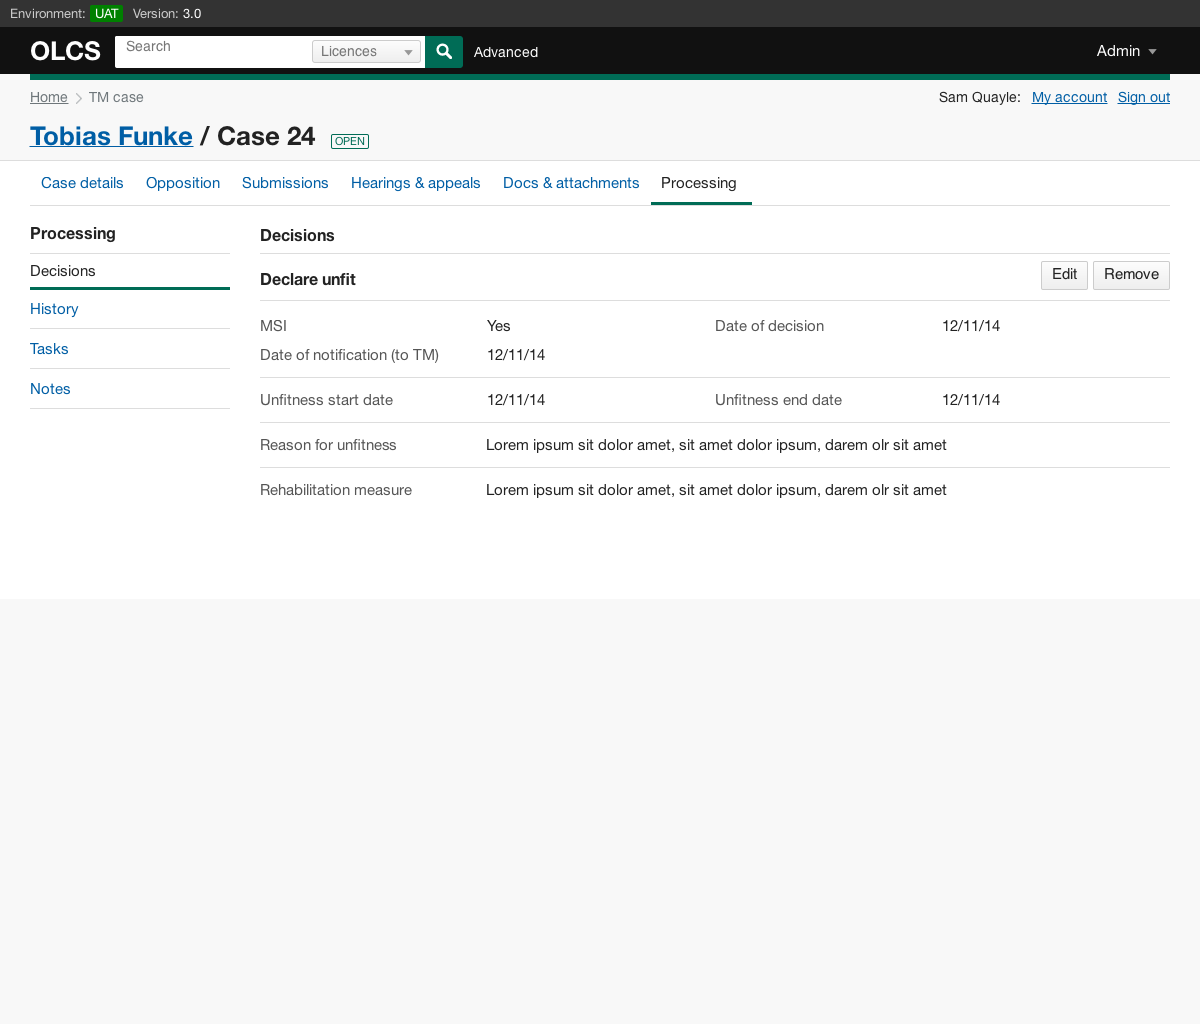 Environment: UAT Version: 3.0
OLCS Search Licences Advanced Admin
Home TM case Sam Quayle: My account Sign out
Tobias Funke / Case 24 OPEN
Case details Opposition Submissions Hearings & appeals Docs & attachments Processing
Processing
Decisions
History
Tasks
Notes
Decisions
Declare unfit Edit Remove
MSI Yes Date of decision 12/11/14
Date of notification (to TM) 12/11/14
Unfitness start date 12/11/14 Unfitness end date 12/11/14
Reason for unfitness Lorem ipsum sit dolor amet, sit amet dolor ipsum, darem olr sit amet
Rehabilitation measure Lorem ipsum sit dolor amet, sit amet dolor ipsum, darem olr sit amet